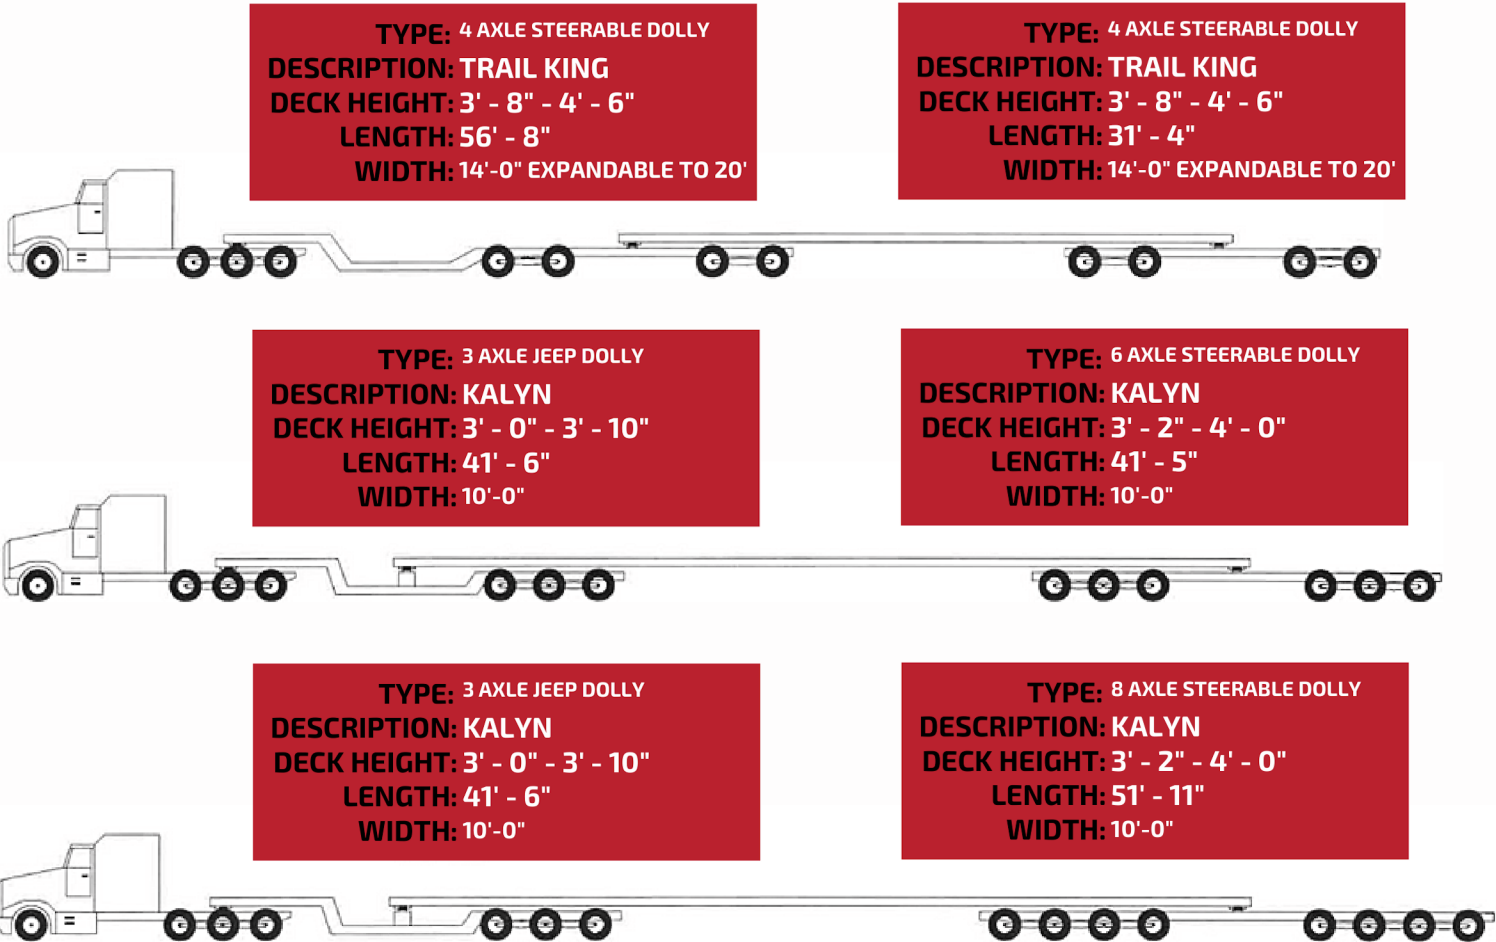 TYPE: 4 AXLE STEERABLE DOLLY
DESCRIPTION: TRAIL KING
DECK HEIGHT: 3' - 8" - 4' - 6"
LENGTH: 56' - 8"
WIDTH: 14'-0" EXPANDABLE TO 20'
TYPE: 4 AXLE STEERABLE DOLLY
DESCRIPTION: TRAIL KING
DECK HEIGHT: 3' - 8" - 4' - 6"
LENGTH: 31' - 4"
WIDTH: 14'-0" EXPANDABLE TO 20'
TYPE: 3 AXLE JEEP DOLLY
DESCRIPTION: KALYN
DECK HEIGHT: 3' - 0" - 3' - 10"
LENGTH: 41' - 6"
WIDTH: 10'-0"
TYPE: 6 AXLE STEERABLE DOLLY
DESCRIPTION: KALYN
DECK HEIGHT: 3' - 2" - 4' - 0"
LENGTH: 41' - 5"
WIDTH: 10'-0"
TYPE: 3 AXLE JEEP DOLLY
DESCRIPTION: KALYN
DECK HEIGHT: 3' - 0" - 3' - 10"
LENGTH: 41' - 6"
WIDTH: 10'-0"
TYPE: 8 AXLE STEERABLE DOLLY
DESCRIPTION: KALYN
DECK HEIGHT: 3' - 2" - 4' - 0"
LENGTH: 51' - 11"
WIDTH: 10'-0"